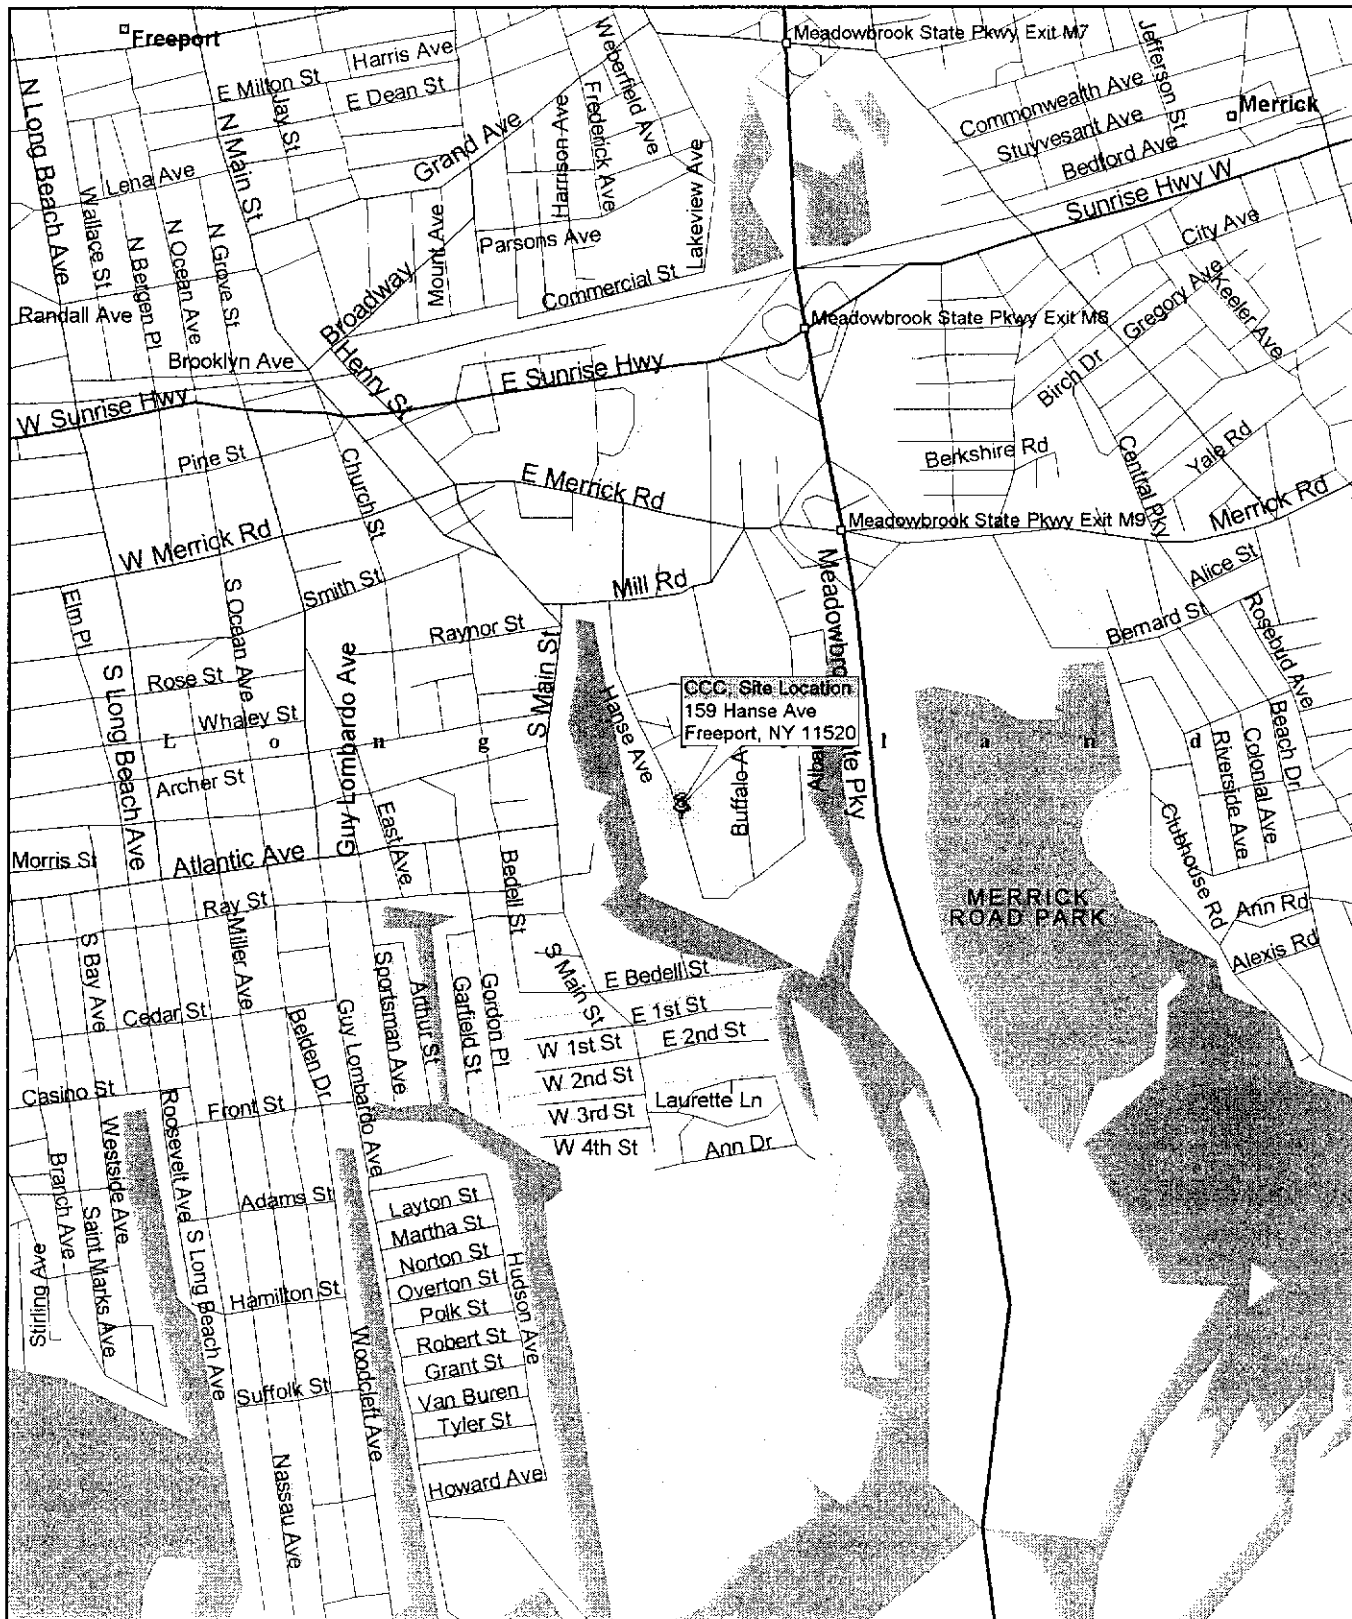 Freeport
Meadowbrook State Pkwy Exit M7
Harris Ave
Weberfield Ave
Jefferson St
E Milton St
E Dean St
Jay St
Frederick Ave
Harrison Ave
Commonwealth Ave
Merrick
N Long Beach Ave
N Main St
Grand Ave
Stuyvesant Ave
Bedford Ave
Lena Ave
Lakeview Ave
Sunrise Hwy W
Wallace St
N Bergen Pl
N Ocean Ave
N Grove St
Mount Ave
Parsons Ave
City Ave
Commercial St
Gregory Ave
Keeler Ave
Randall Ave
Broadway
Meadowbrook State Pkwy Exit M8
Brooklyn Ave
B Henry St
E Sunrise Hwy
Birch Dr
W Sunrise Hwy
Pine St
Church St
E Merrick Rd
Berkshire Rd
Central Pky
Yale Rd
Merrick Rd
Meadowbrook State Pkwy Exit M9
W Merrick Rd
Smith St
Mill Rd
Alice St
Elm Pl
S Ocean Ave
Raynor St
Bernard St
Rosebud Ave
S Long Beach Ave
Rose St
Whaley St
Guy Lombardo Ave
S Main St
Hanse Ave
CCC, Site Location
159 Hanse Ave
Freeport, NY 11520
Meadowbro
te Pky
L o n g
l a n d
Beach Dr
Colonial Ave
Riverside Ave
Archer St
East Ave
Buffalo A
Alba
Clubhouse Rd
Morris St
Atlantic Ave
Bedell St
MERRICK
ROAD PARK
Ray St
Miller Ave
Ann Rd
Alexis Rd
S Bay Ave
Sportsman Ave
Arthur St
Garfield St
Gordon Pl
S Main St
E Bedell St
Cedar St
Belden Dr
Guy Lombardo Ave
E 1st St
W 1st St
E 2nd St
W 2nd St
Casino St
Roosevelt Ave
Front St
W 3rd St
Laurette Ln
W 4th St
Ann Dr
Branch Ave
Westside Ave
Saint Marks Ave
Adams St
Layton St
Martha St
Norton St
Overton St
Hudson Ave
Stirling Ave
S Long Beach Ave
Hamilton St
Polk St
Robert St
Grant St
Woodcleft Ave
Suffolk St
Van Buren
Tyler St
Nassau Ave
Howard Ave